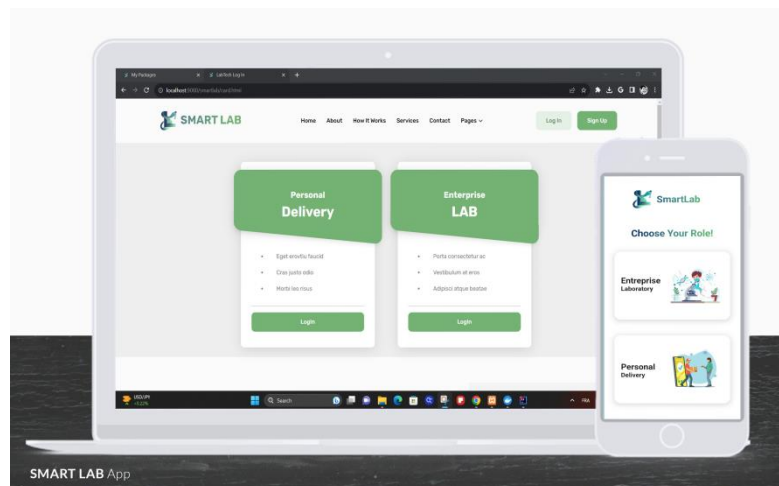 My Packages
LabTech Log In
localhost:5000/smartlab/card.html
SMART LAB
Home About How It Works Services Contact Pages
Log In
Sign Up
Personal
Delivery
Eget erovtiu faucid
Cras justo odio
Morbi leo risus
Login
Enterprise
LAB
Porta consectetur ac
Vestibulum et eros
Adipisci atque beatae
Login
USD/JPY
Search
FRA
SmartLab
Choose Your Role!
Entreprise
Laboratory
Personal
Delivery
SMART LAB App